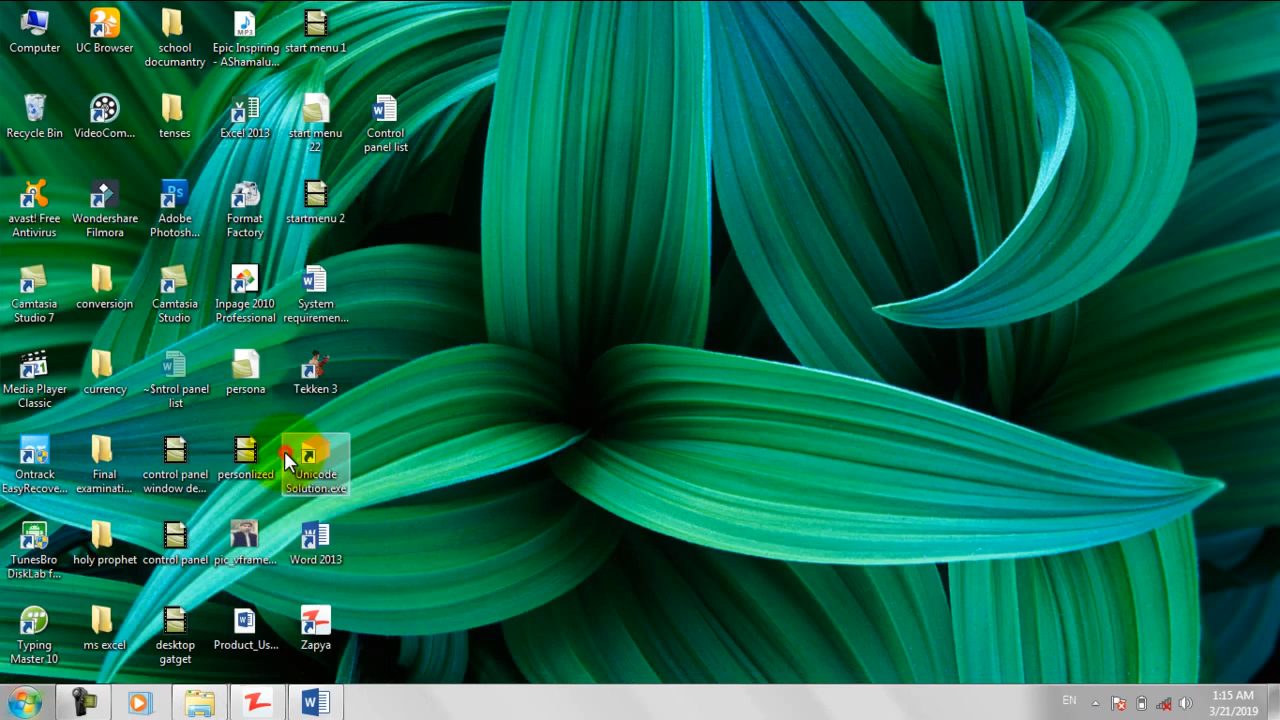 Computer
UC Browser
school
documantry
Epic Inspiring
- AShamalu...
start menu 1
Recycle Bin
VideoCom...
tenses
Excel 2013
start menu
22
Control
panel list
avast! Free
Antivirus
Wondershare
Filmora
Adobe
Photosh...
Format
Factory
startmenu 2
Camtasia
Studio 7
conversiojn
Camtasia
Studio
Inpage 2010
Professional
System
requiremen...
Media Player
Classic
currency
~$ntrol panel
list
persona
Tekken 3
Ontrack
EasyRecove...
Final
examinati...
control panel
window de...
personlized
Unicode
Solution.exe
TunesBro
DiskLab f...
holy prophet
control panel
pic_vframe...
Word 2013
Typing
Master 10
ms excel
desktop
gatget
Product_Us...
Zapya
EN
1:15 AM
3/21/2019